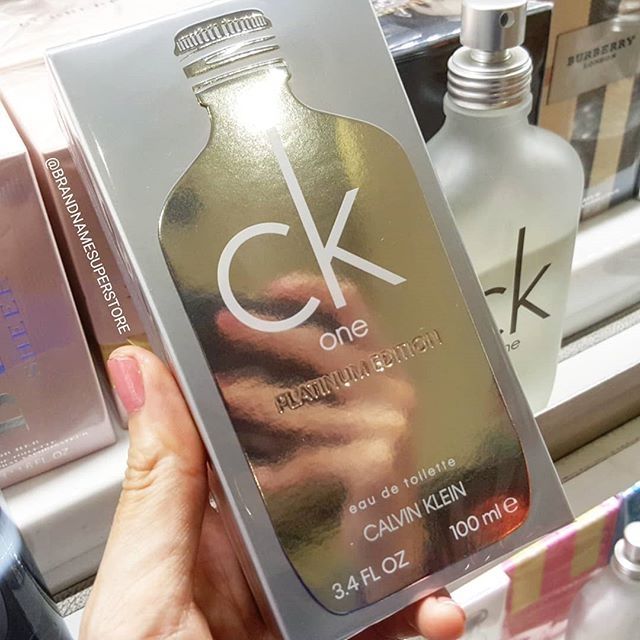 @BRANDNAMESUPERSTORE
ck
one
PLATINUM EDITION
eau de toilette
CALVIN KLEIN
3.4 FL OZ 100 ml e
ck
one
BURBERRY
LONDON
SHEER